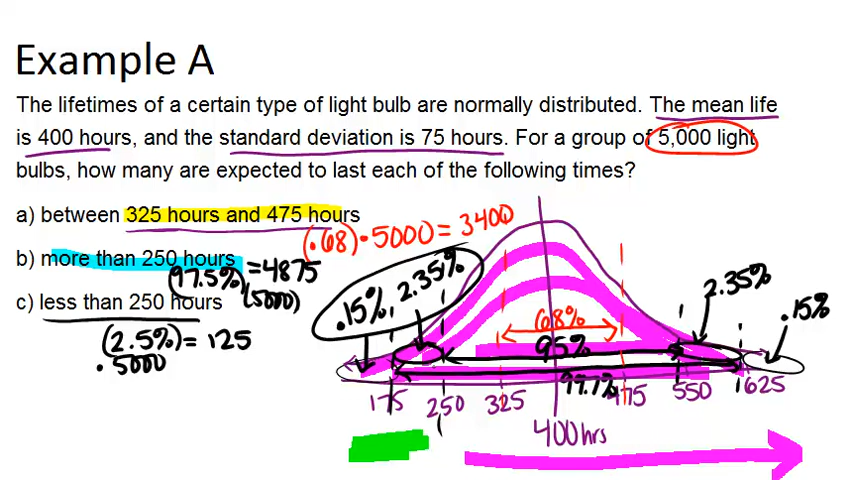 Example A
The lifetimes of a certain type of light bulb are normally distributed. The mean life
is 400 hours, and the standard deviation is 75 hours. For a group of 5,000 light
bulbs, how many are expected to last each of the following times?
a) between 325 hours and 475 hours
(.68)·5000 = 3400
b) more than 250 hours
(97.5%) = 4875
(5000)
c) less than 250 hours
(2.5%) = 125
·5000
.15%, 2.35%
2.35%
.15%
68%
95%
99.7%
175 250 325 475 550 625
400 hrs